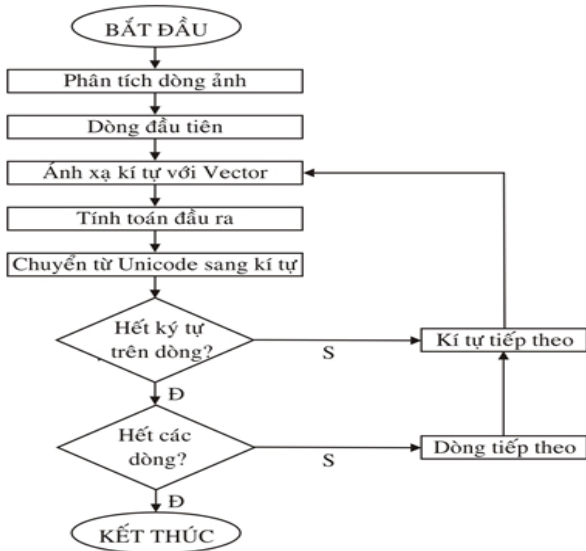 BẮT ĐẦU
Phân tích dòng ảnh
Dòng đầu tiên
Ánh xạ kí tự với Vector
Tính toán đầu ra
Chuyển từ Unicode sang kí tự
Hết ký tự
trên dòng?
S
Kí tự tiếp theo
Đ
Hết các
dòng?
S
Dòng tiếp theo
Đ
KẾT THÚC